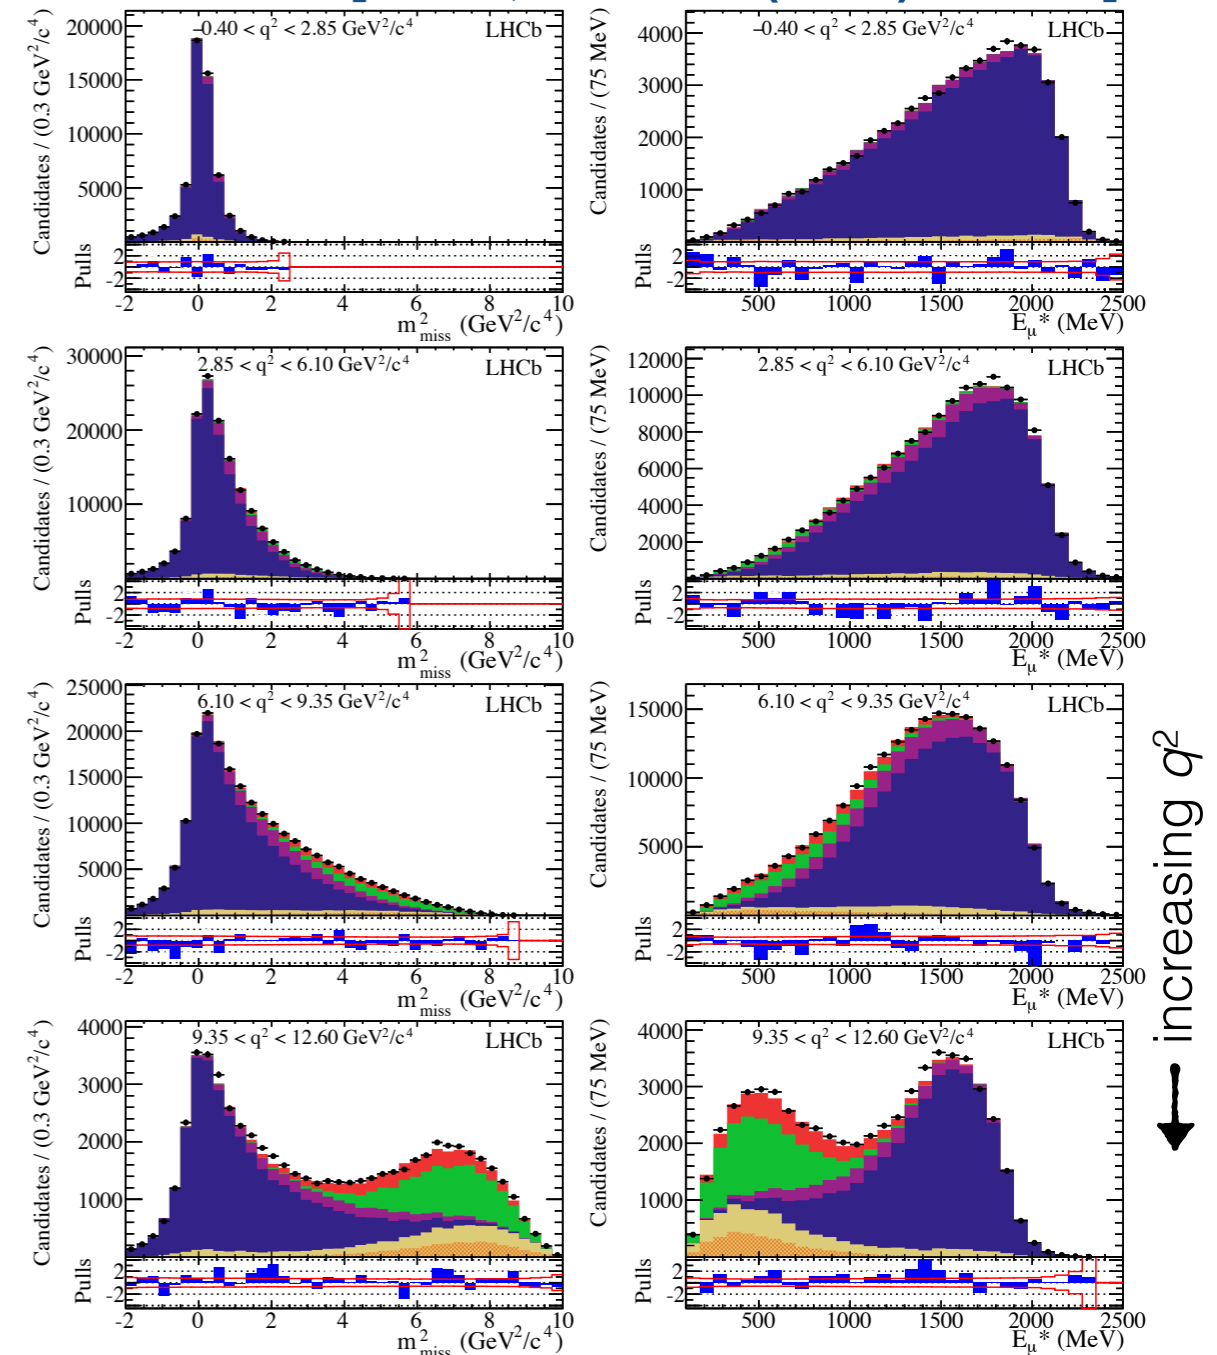 −0.40 < q² < 2.85 GeV²/c⁴
LHCb
Candidates / (0.3 GeV²/c⁴)
20000
15000
10000
5000
Pulls
2
-2
-2 0 2 4 6 8 10
m²miss (GeV²/c⁴)
−0.40 < q² < 2.85 GeV²/c⁴
LHCb
Candidates / (75 MeV)
4000
3000
2000
1000
Pulls
2
-2
500 1000 1500 2000 2500
Eμ* (MeV)
2.85 < q² < 6.10 GeV²/c⁴
LHCb
Candidates / (0.3 GeV²/c⁴)
30000
20000
10000
Pulls
2
-2
-2 0 2 4 6 8 10
m²miss (GeV²/c⁴)
2.85 < q² < 6.10 GeV²/c⁴
LHCb
Candidates / (75 MeV)
12000
10000
8000
6000
4000
2000
Pulls
2
-2
500 1000 1500 2000 2500
Eμ* (MeV)
6.10 < q² < 9.35 GeV²/c⁴
LHCb
Candidates / (0.3 GeV²/c⁴)
25000
20000
15000
10000
5000
Pulls
2
-2
-2 0 2 4 6 8 10
m²miss (GeV²/c⁴)
6.10 < q² < 9.35 GeV²/c⁴
LHCb
Candidates / (75 MeV)
15000
10000
5000
Pulls
2
-2
500 1000 1500 2000 2500
Eμ* (MeV)
9.35 < q² < 12.60 GeV²/c⁴
LHCb
Candidates / (0.3 GeV²/c⁴)
4000
3000
2000
1000
Pulls
2
-2
-2 0 2 4 6 8 10
m²miss (GeV²/c⁴)
9.35 < q² < 12.60 GeV²/c⁴
LHCb
Candidates / (75 MeV)
4000
3000
2000
1000
Pulls
2
-2
500 1000 1500 2000 2500
Eμ* (MeV)
increasing q²